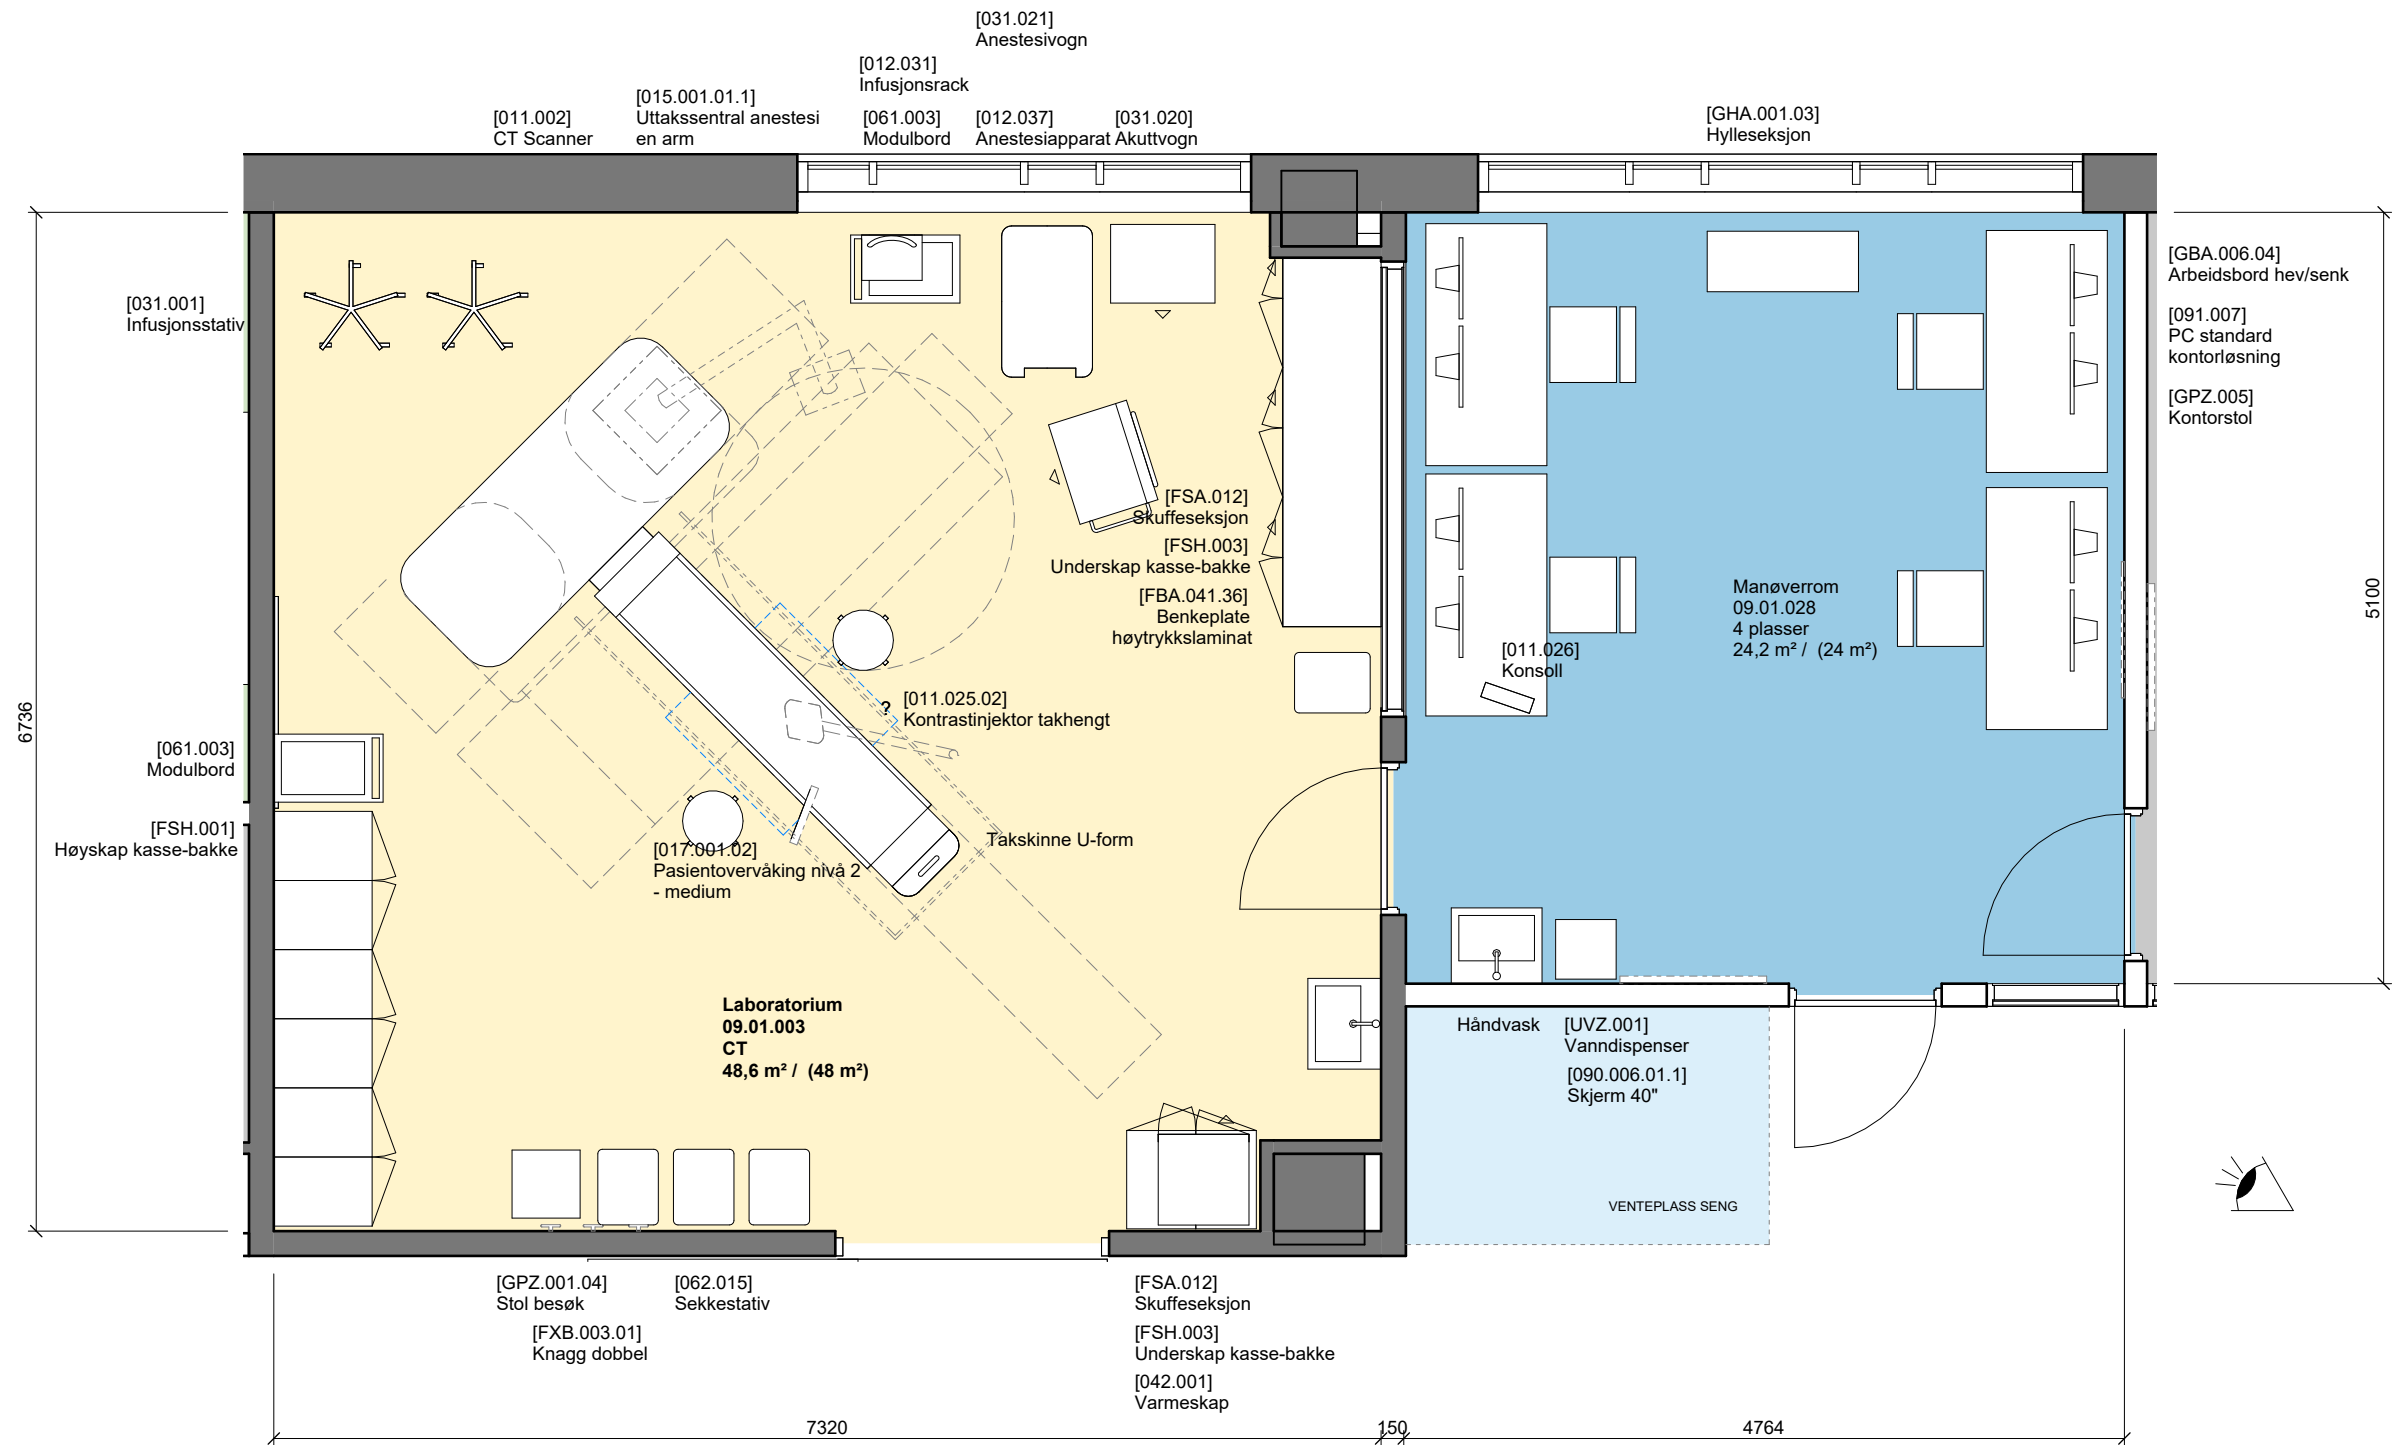 [031.021]
Anestesivogn
[012.031]
Infusjonsrack
[015.001.01.1]
Uttakssentral anestesi
en arm
[011.002]
CT Scanner
[061.003]
Modulbord
[012.037]
Anestesiapparat
[031.020]
Akuttvogn
[GHA.001.03]
Hylleseksjon
[031.001]
Infusjonsstativ
[GBA.006.04]
Arbeidsbord hev/senk
[091.007]
PC standard
kontorløsning
[GPZ.005]
Kontorstol
[FSA.012]
Skuffeseksjon
[FSH.003]
Underskap kasse-bakke
[FBA.041.36]
Benkeplate
høytrykkslaminat
Manøverrom
09.01.028
4 plasser
24,2 m² / (24 m²)
5100
[011.026]
Konsoll
?
[011.025.02]
Kontrastinjektor takhengt
6736
[061.003]
Modulbord
[FSH.001]
Høyskap kasse-bakke
Takskinne U-form
[017.001.02]
Pasientovervåking nivå 2
- medium
Laboratorium
09.01.003
CT
48,6 m² / (48 m²)
Håndvask
[UVZ.001]
Vanndispenser
[090.006.01.1]
Skjerm 40"
VENTEPLASS SENG
[GPZ.001.04]
Stol besøk
[062.015]
Sekkestativ
[FXB.003.01]
Knagg dobbel
[FSA.012]
Skuffeseksjon
[FSH.003]
Underskap kasse-bakke
[042.001]
Varmeskap
7320
150
4764